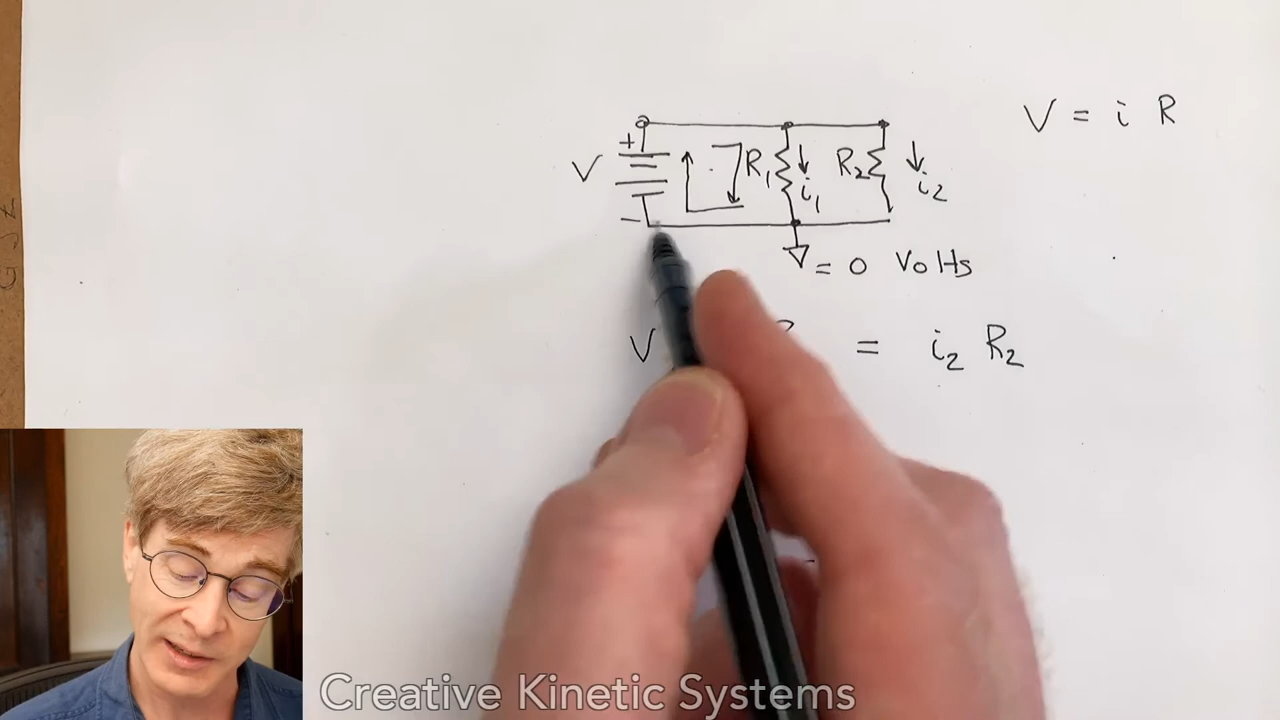 V = i R
+
V R₁ i₁ R₂ i₂
−
= 0 Volts
V = i₂ R₂
Creative Kinetic Systems